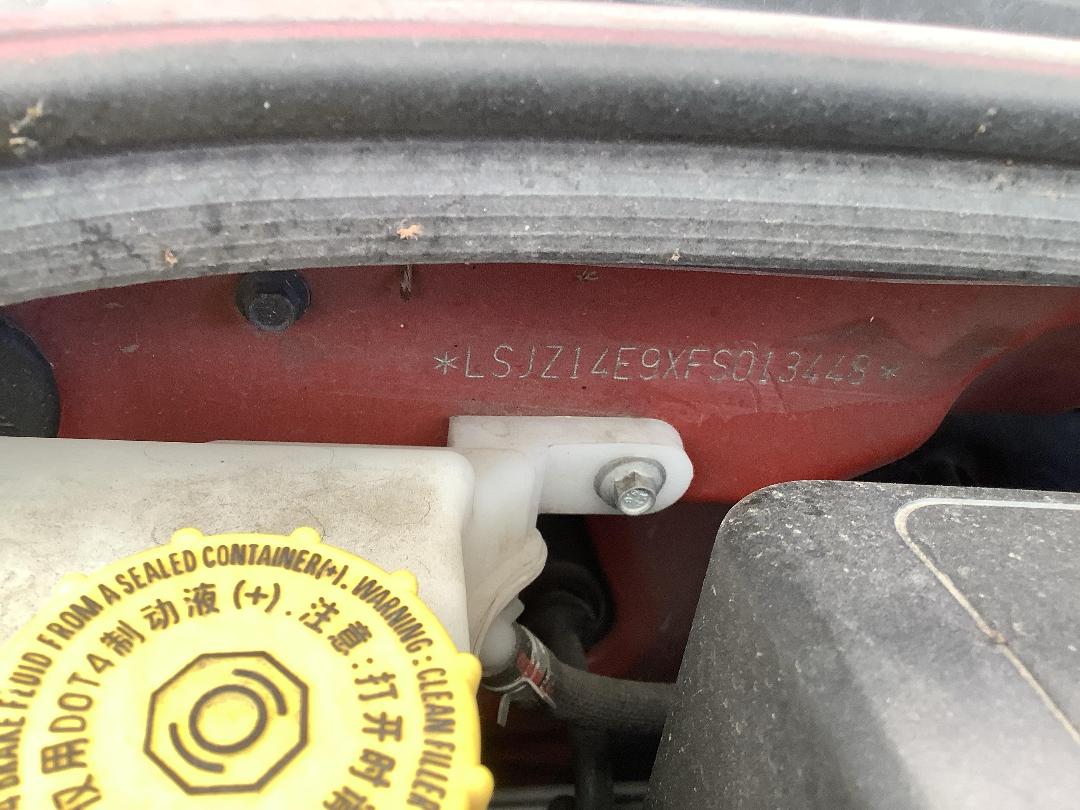 *LSJZ14E9XFS013448*
BRAKE FLUID FROM A SEALED CONTAINER(+). WARNING: CLEAN FILLER
仅用DOT4制动液(+).注意:打开时